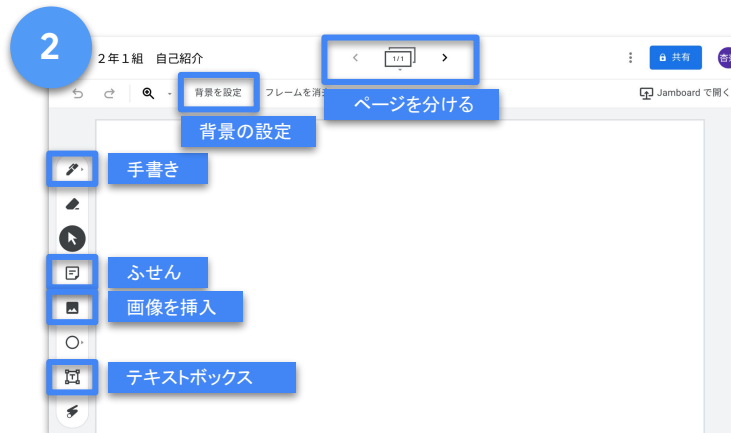 2
２年１組 自己紹介
1/1
共有
背景を設定
フレームを消
Jamboard で開く
ページを分ける
背景の設定
手書き
ふせん
画像を挿入
T
テキストボックス